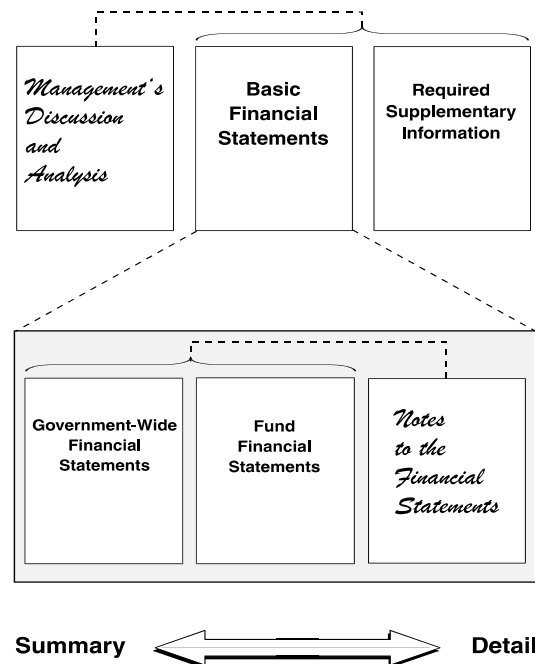 Management's
Discussion
and
Analysis
Basic
Financial
Statements
Required
Supplementary
Information
Government-Wide
Financial
Statements
Fund
Financial
Statements
Notes
to the
Financial
Statements
Summary
Detail